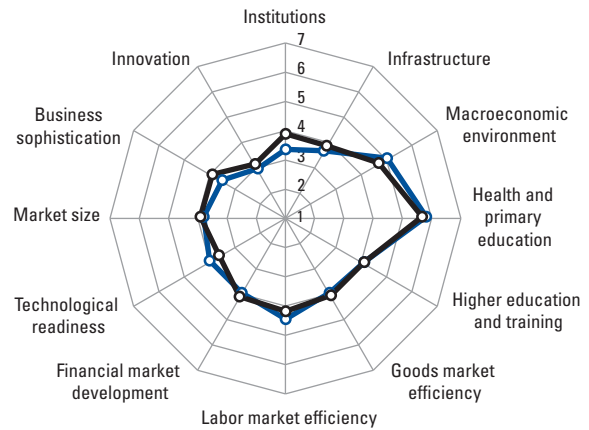 Institutions
7
6
5
4
3
2
1
Infrastructure
Macroeconomic
environment
Health and
primary
education
Higher education
and training
Goods market
efficiency
Labor market efficiency
Financial market
development
Technological
readiness
Market size
Business
sophistication
Innovation